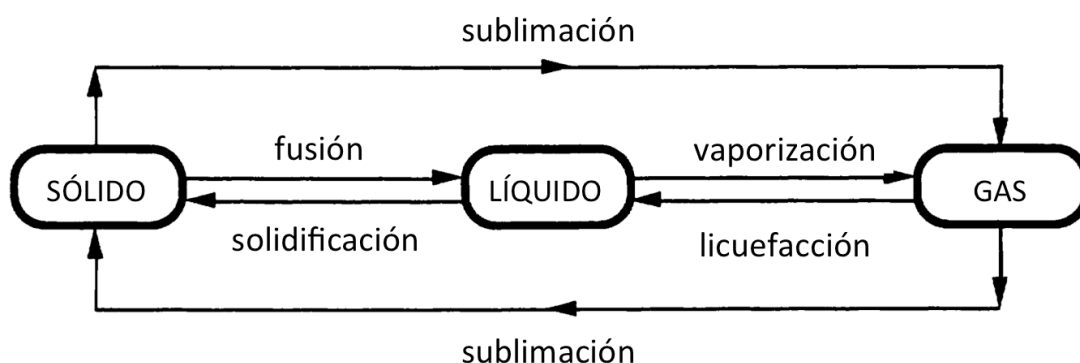 sublimación
fusión
vaporización
SÓLIDO
LÍQUIDO
GAS
solidificación
licuefacción
sublimación